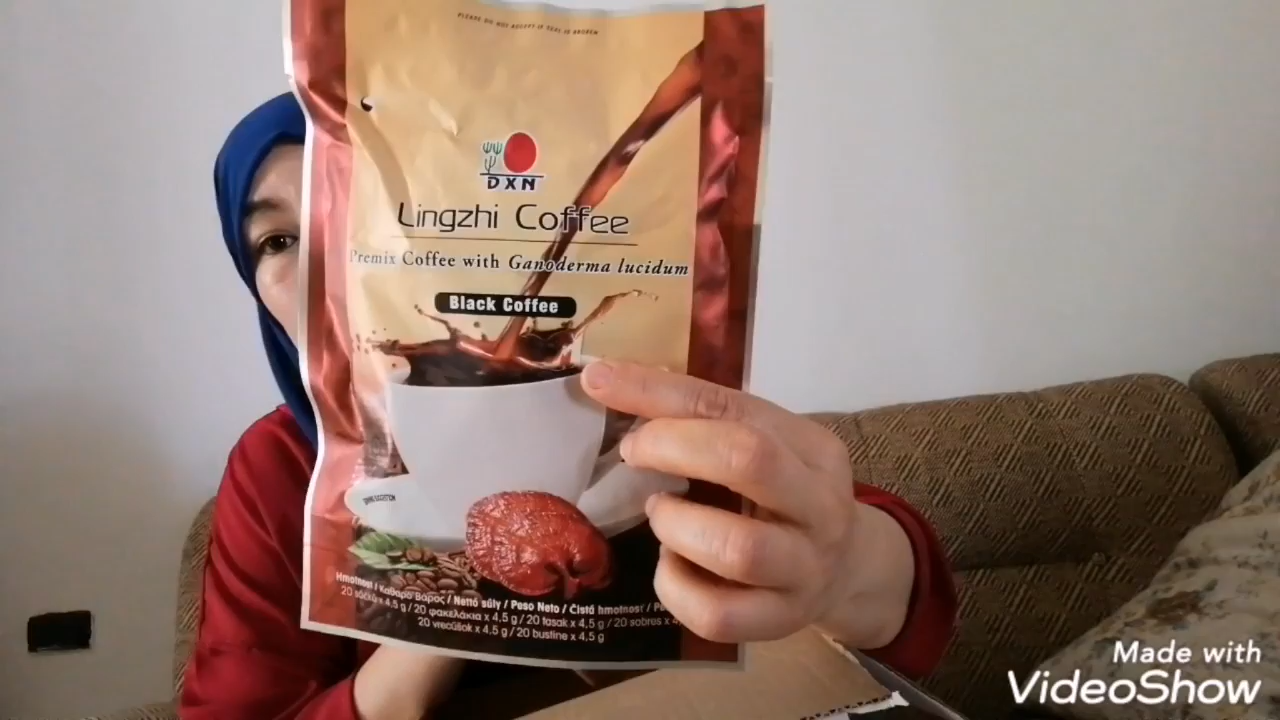 PLEASE DO NOT ACCEPT IF SEAL IS BROKEN
DXN
Lingzhi Coffee
Premix Coffee with Ganoderma lucidum
Black Coffee
Hmotnost / Καθαρό Βάρος / Nettó súly / Peso Neto / Čistá hmotnosť /
20 sáčků x 4,5 g / 20 φακελάκια x 4,5 g / 20 tasak x 4,5 g / 20 sobres x
20 vrecúšok x 4,5 g / 20 bustine x 4,5 g
Made with
VideoShow